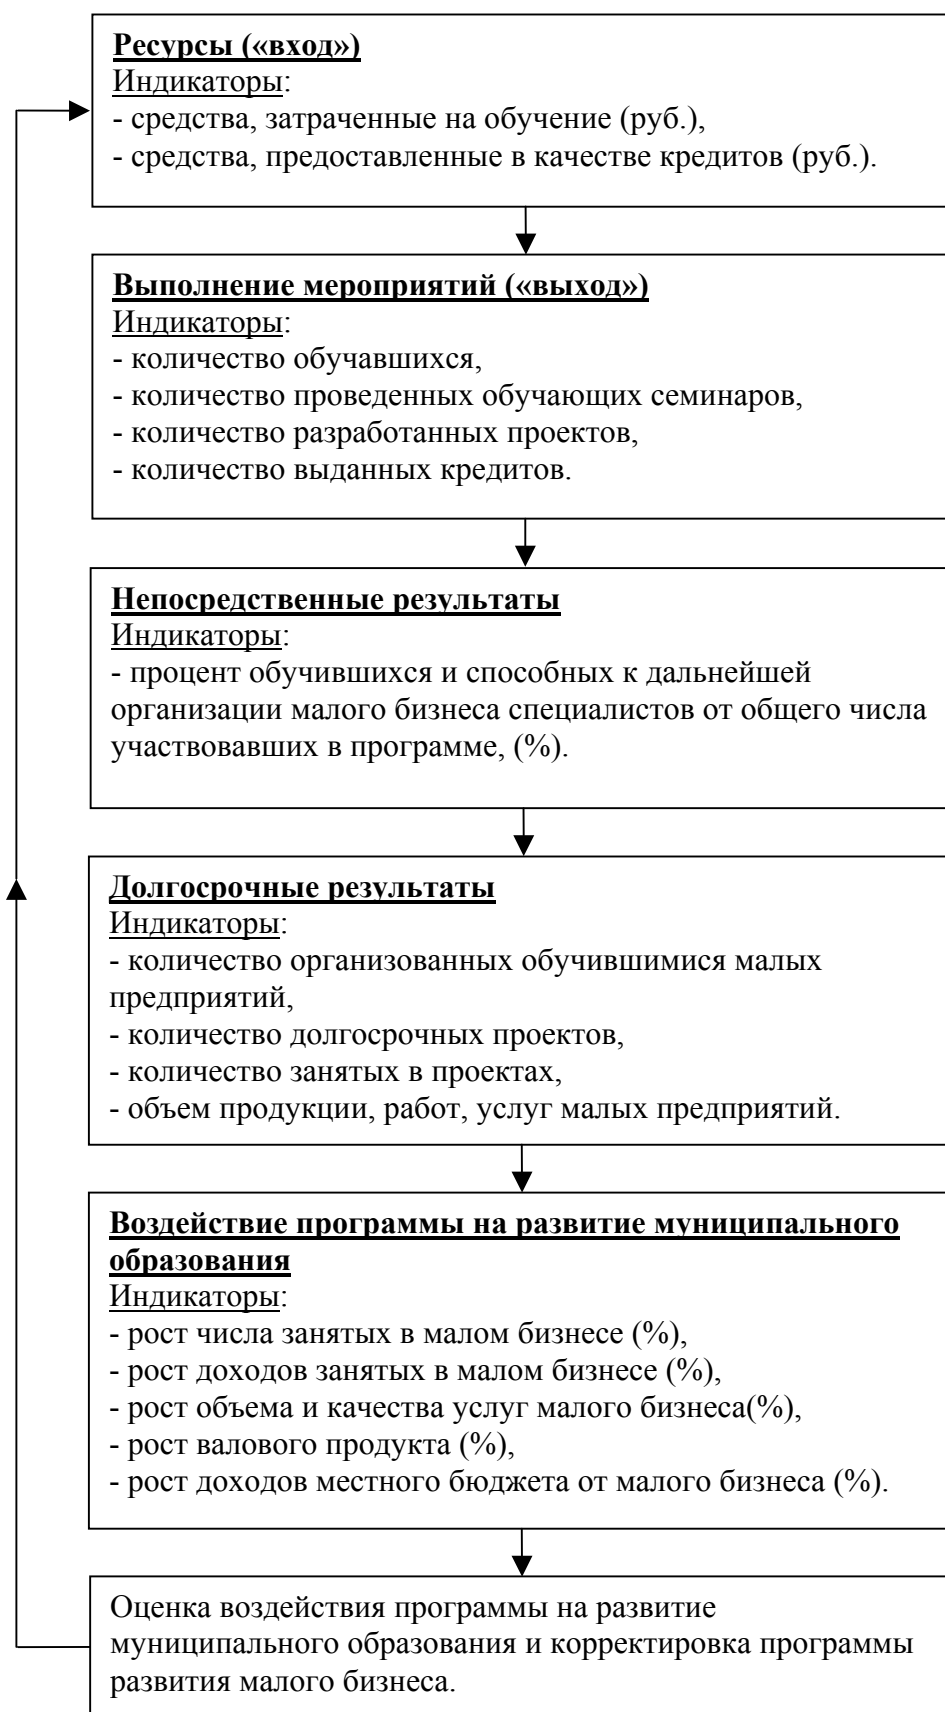 Ресурсы («вход»)
Индикаторы:
- средства, затраченные на обучение (руб.),
- средства, предоставленные в качестве кредитов (руб.).
Выполнение мероприятий («выход»)
Индикаторы:
- количество обучавшихся,
- количество проведенных обучающих семинаров,
- количество разработанных проектов,
- количество выданных кредитов.
Непосредственные результаты
Индикаторы:
- процент обучившихся и способных к дальнейшей
организации малого бизнеса специалистов от общего числа
участвовавших в программе, (%).
Долгосрочные результаты
Индикаторы:
- количество организованных обучившимися малых
предприятий,
- количество долгосрочных проектов,
- количество занятых в проектах,
- объем продукции, работ, услуг малых предприятий.
Воздействие программы на развитие муниципального
образования
Индикаторы:
- рост числа занятых в малом бизнесе (%),
- рост доходов занятых в малом бизнесе (%),
- рост объема и качества услуг малого бизнеса(%),
- рост валового продукта (%),
- рост доходов местного бюджета от малого бизнеса (%).
Оценка воздействия программы на развитие
муниципального образования и корректировка программы
развития малого бизнеса.